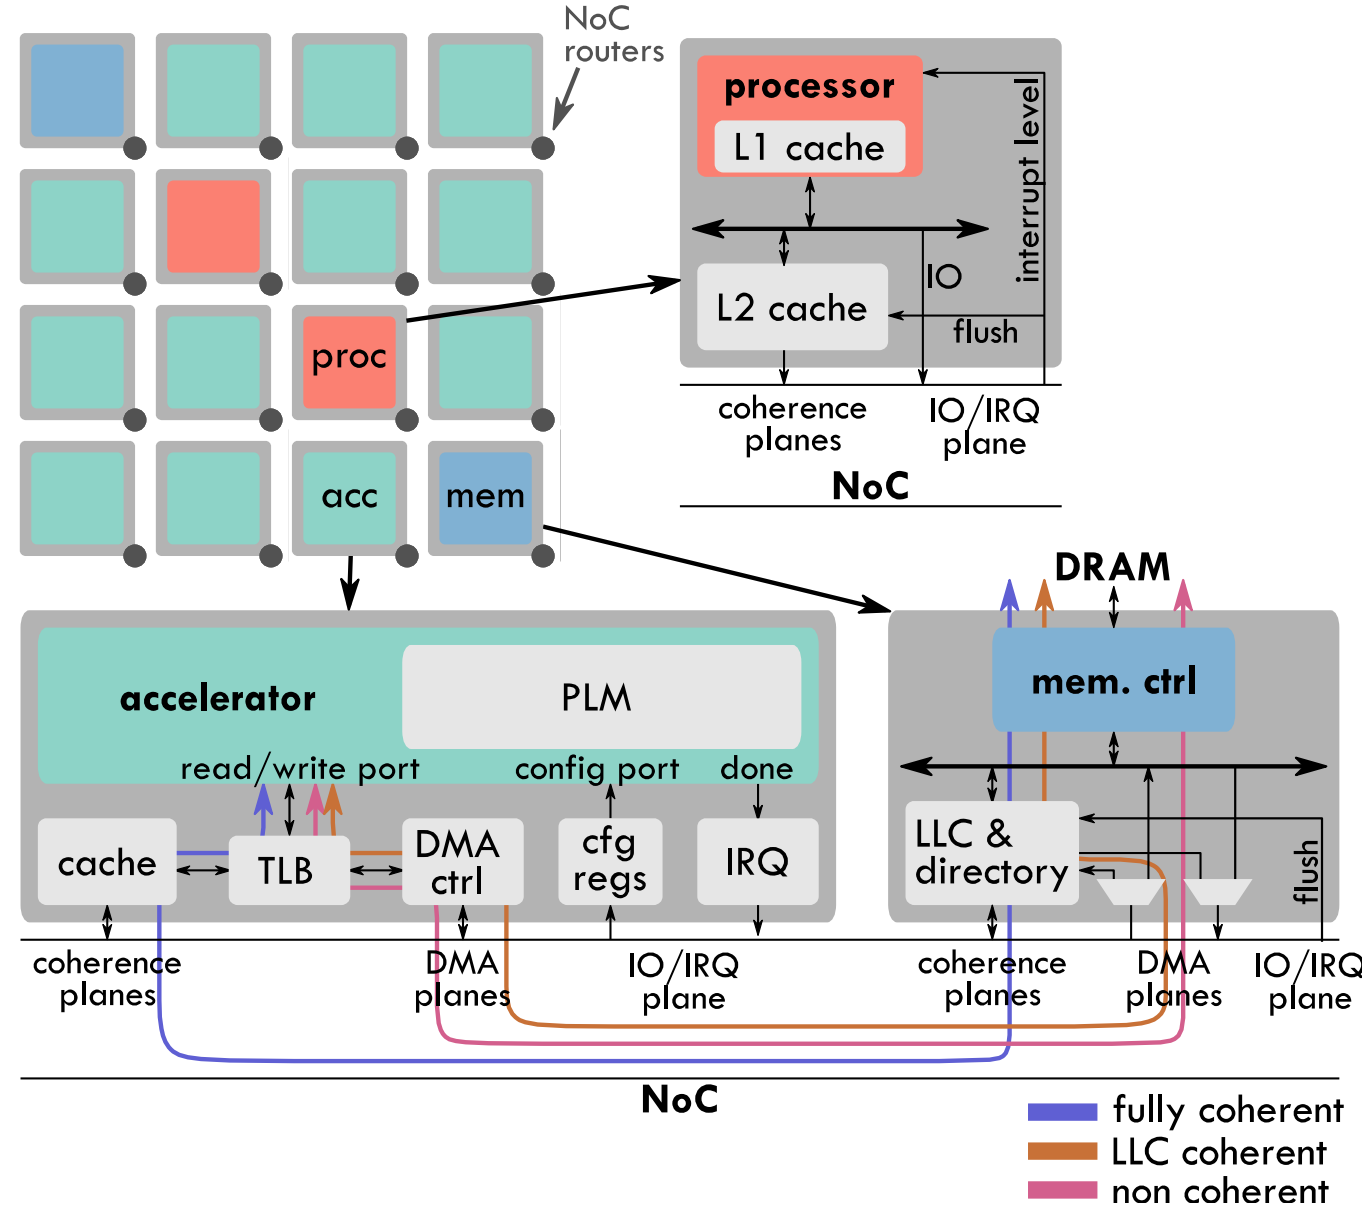 NoC
routers
proc
acc
mem
processor
L1 cache
interrupt level
IO
L2 cache
flush
coherence
planes
IO/IRQ
plane
NoC
DRAM
accelerator
PLM
read/write port
config port
done
cache
TLB
DMA
ctrl
cfg
regs
IRQ
mem. ctrl
LLC &
directory
flush
coherence
planes
DMA
planes
IO/IRQ
plane
coherence
planes
DMA
planes
IO/IRQ
plane
NoC
fully coherent
LLC coherent
non coherent